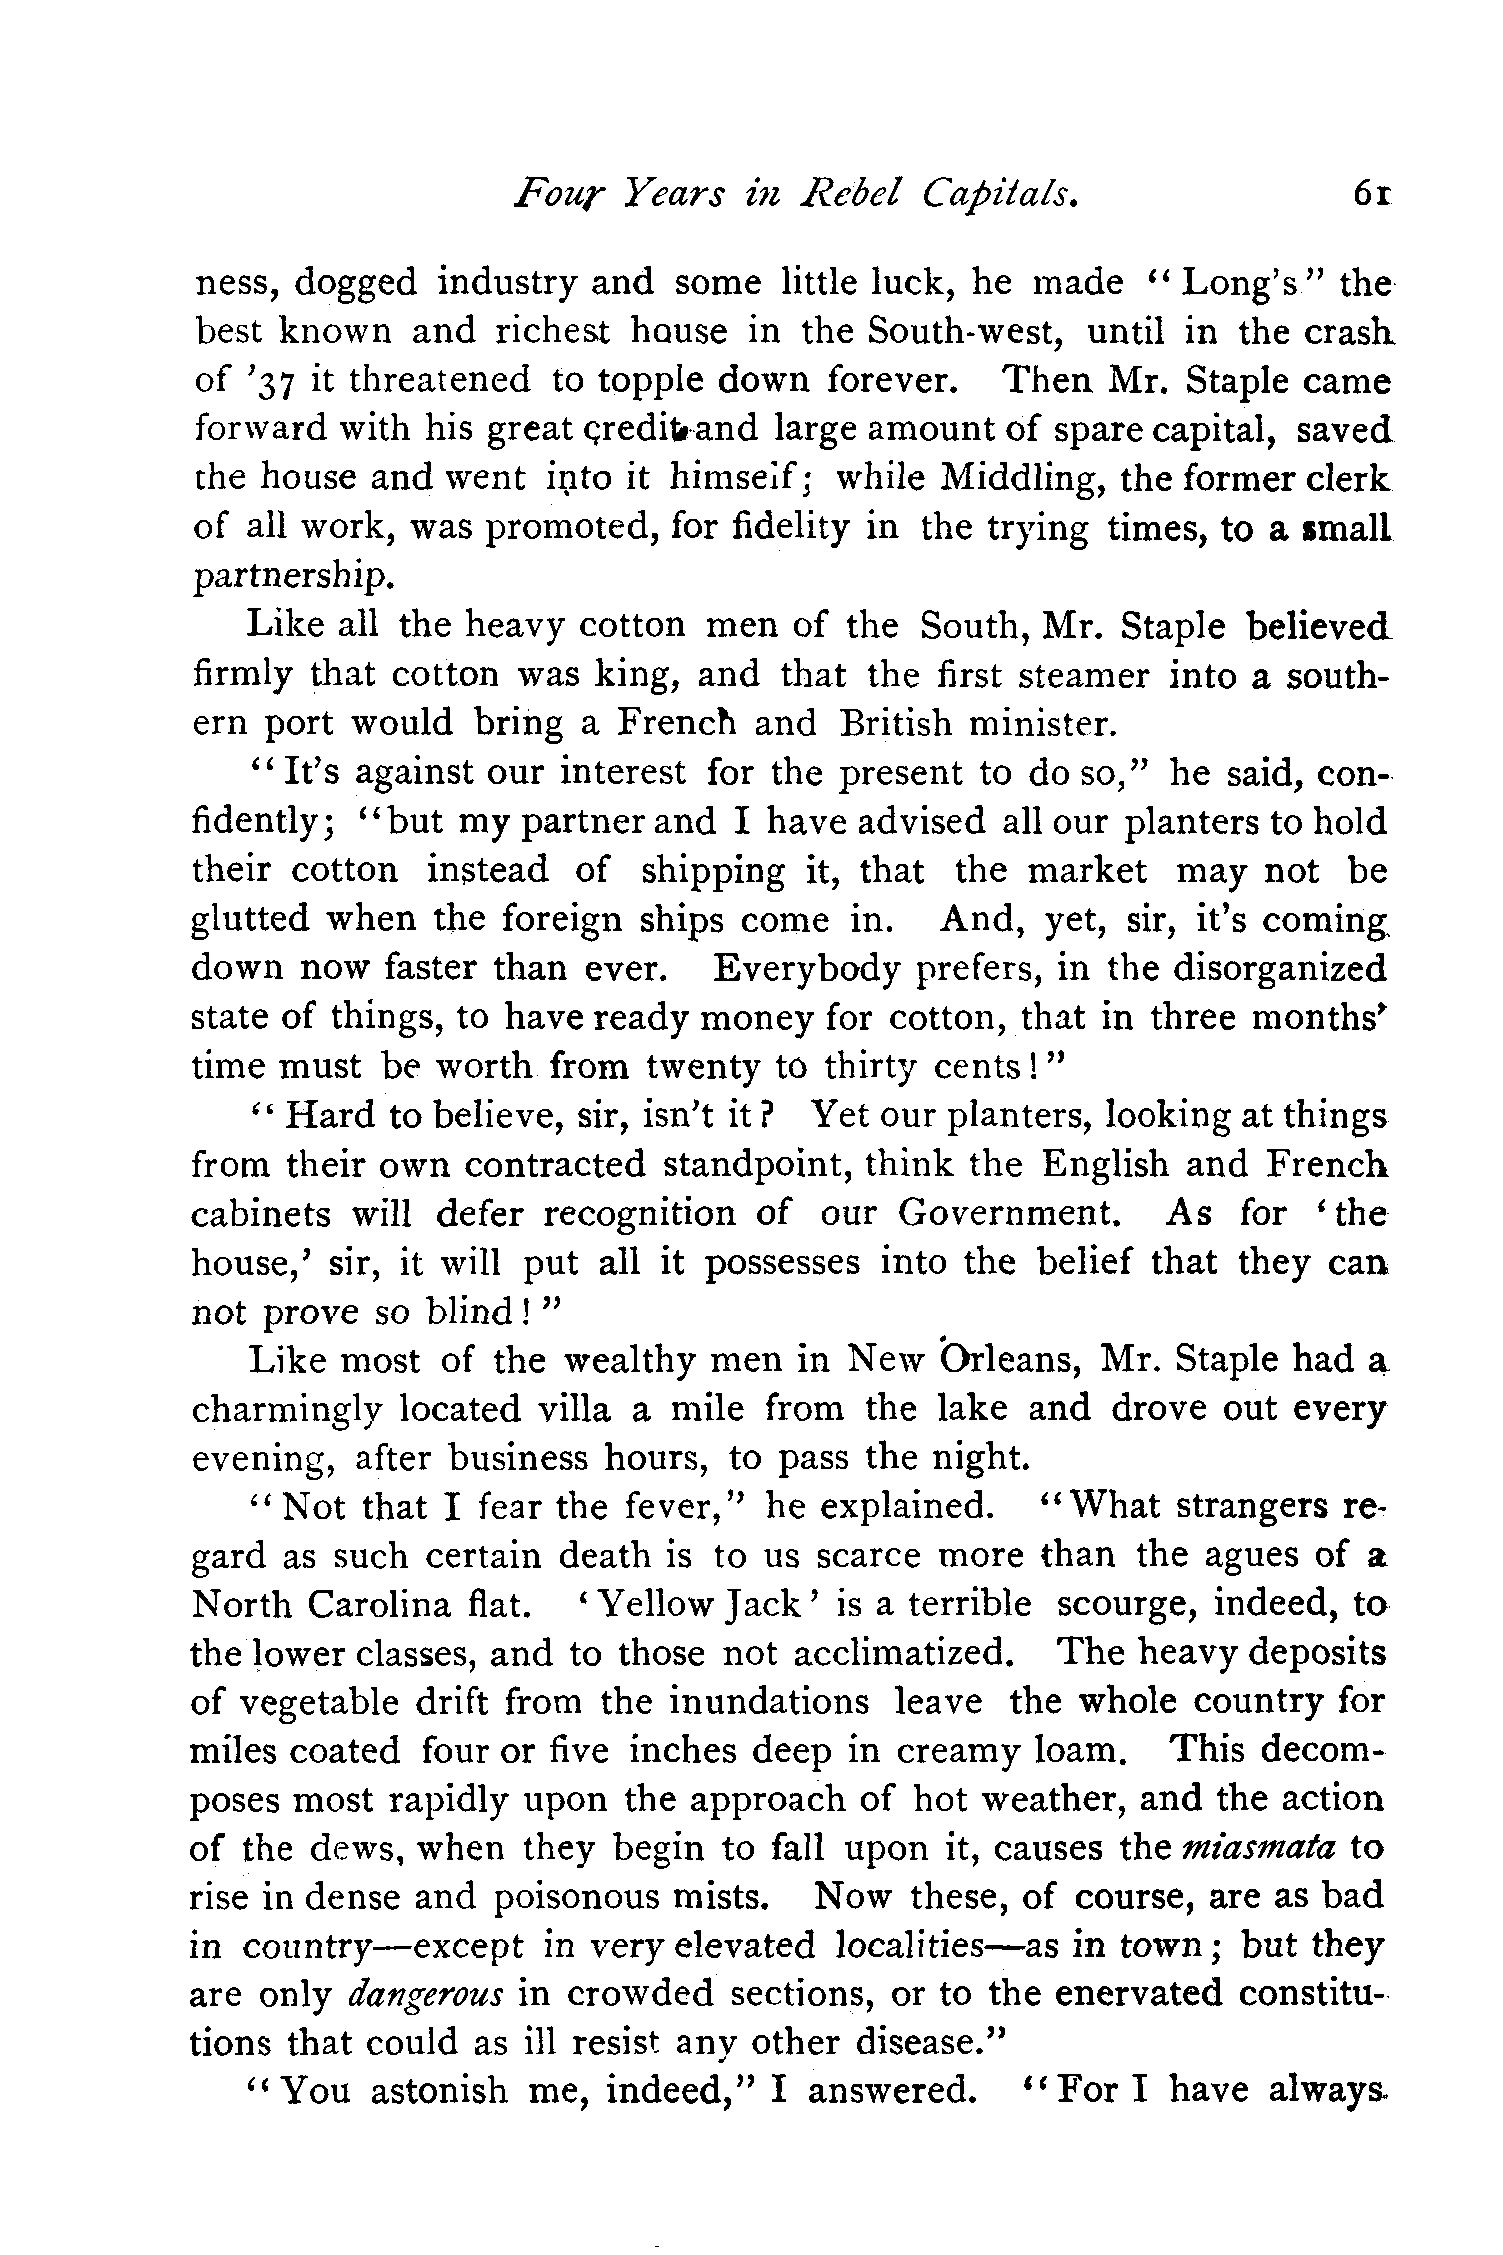 Four Years in Rebel Capitals. 61
ness, dogged industry and some little luck, he made "Long's" the
best known and richest house in the South-west, until in the crash
of '37 it threatened to topple down forever. Then Mr. Staple came
forward with his great credit and large amount of spare capital, saved
the house and went into it himself; while Middling, the former clerk
of all work, was promoted, for fidelity in the trying times, to a small
partnership.
Like all the heavy cotton men of the South, Mr. Staple believed
firmly that cotton was king, and that the first steamer into a south-
ern port would bring a French and British minister.
"It's against our interest for the present to do so," he said, con-
fidently; "but my partner and I have advised all our planters to hold
their cotton instead of shipping it, that the market may not be
glutted when the foreign ships come in. And, yet, sir, it's coming
down now faster than ever. Everybody prefers, in the disorganized
state of things, to have ready money for cotton, that in three months'
time must be worth from twenty to thirty cents!"
"Hard to believe, sir, isn't it? Yet our planters, looking at things
from their own contracted standpoint, think the English and French
cabinets will defer recognition of our Government. As for 'the
house,' sir, it will put all it possesses into the belief that they can
not prove so blind!"
Like most of the wealthy men in New Orleans, Mr. Staple had a
charmingly located villa a mile from the lake and drove out every
evening, after business hours, to pass the night.
"Not that I fear the fever," he explained. "What strangers re-
gard as such certain death is to us scarce more than the agues of a
North Carolina flat. 'Yellow Jack' is a terrible scourge, indeed, to
the lower classes, and to those not acclimatized. The heavy deposits
of vegetable drift from the inundations leave the whole country for
miles coated four or five inches deep in creamy loam. This decom-
poses most rapidly upon the approach of hot weather, and the action
of the dews, when they begin to fall upon it, causes the miasmata to
rise in dense and poisonous mists. Now these, of course, are as bad
in country—except in very elevated localities—as in town; but they
are only dangerous in crowded sections, or to the enervated constitu-
tions that could as ill resist any other disease."
"You astonish me, indeed," I answered. "For I have always